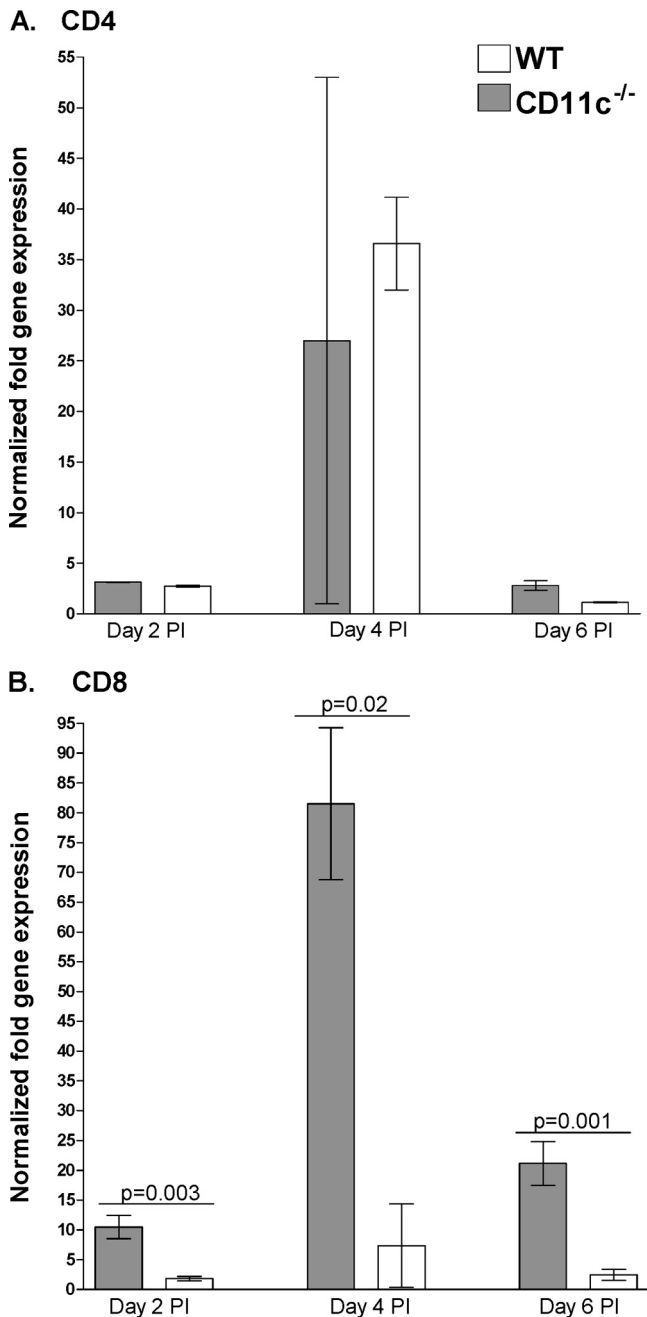 A. CD4
WT
CD11c-/-
Normalized fold gene expression
55
50
45
40
35
30
25
20
15
10
5
0
Day 2 PI
Day 4 PI
Day 6 PI
B. CD8
Normalized fold gene expression
95
90
85
80
75
70
65
60
55
50
45
40
35
30
25
20
15
10
5
0
p=0.003
p=0.02
p=0.001
Day 2 PI
Day 4 PI
Day 6 PI